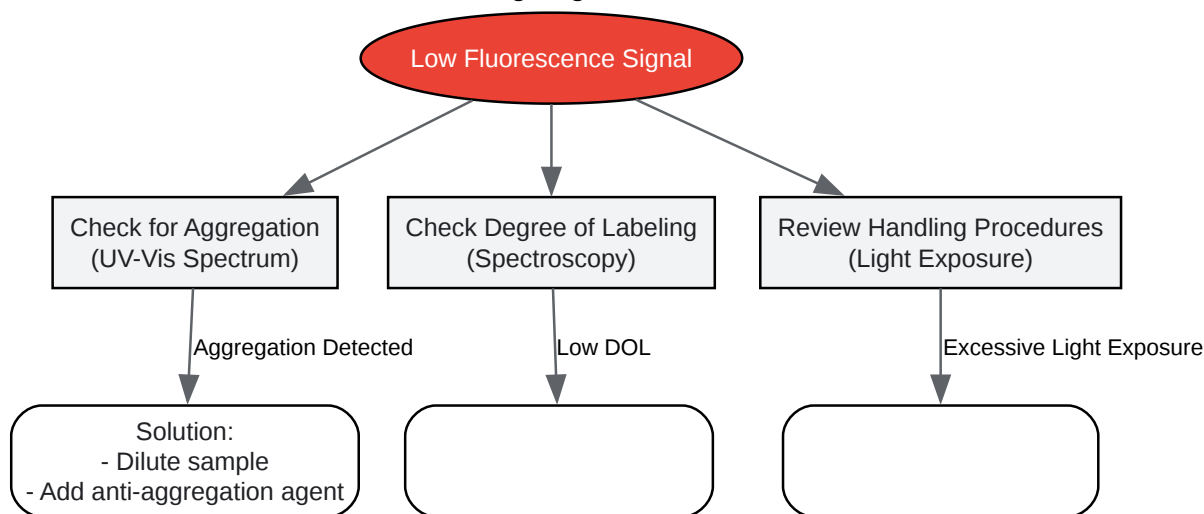 Low Fluorescence Signal
Check for Aggregation
(UV-Vis Spectrum)
Check Degree of Labeling
(Spectroscopy)
Review Handling Procedures
(Light Exposure)
Aggregation Detected
Low DOL
Excessive Light Exposure
Solution:
- Dilute sample
- Add anti-aggregation agent